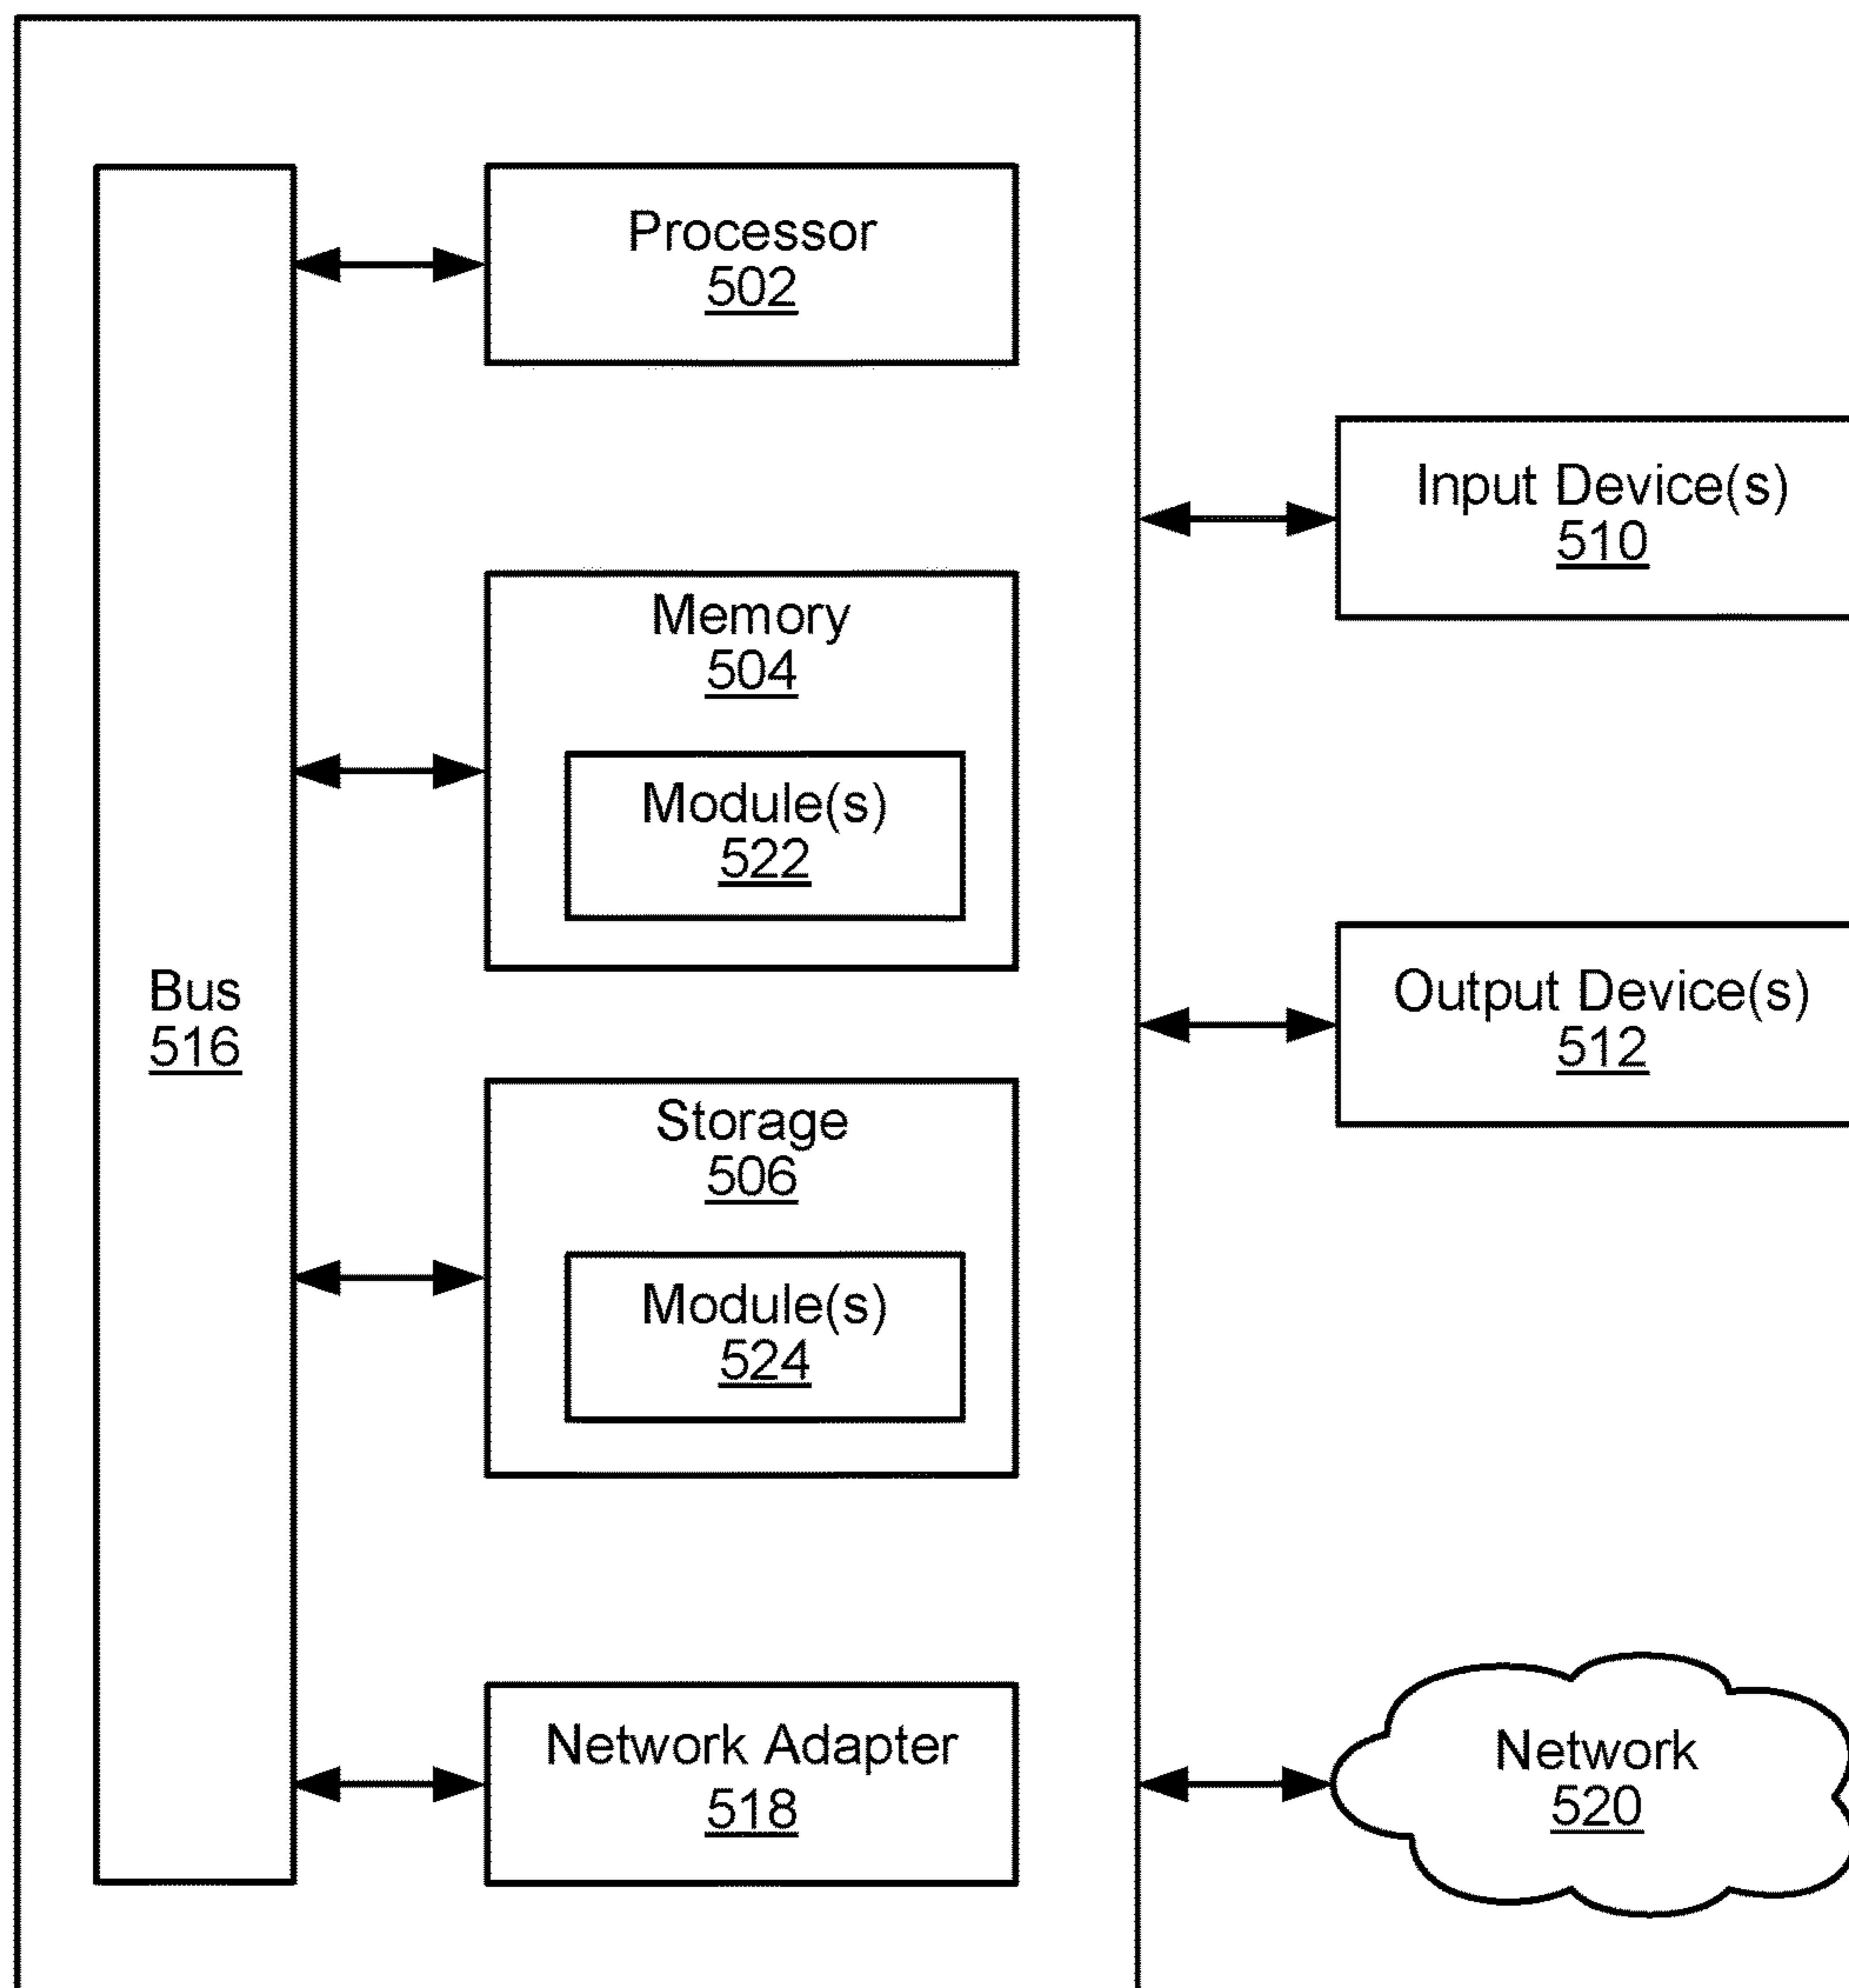 Processor
502
Memory
504
Module(s)
522
Bus
516
Storage
506
Module(s)
524
Network Adapter
518
Input Device(s)
510
Output Device(s)
512
Network
520